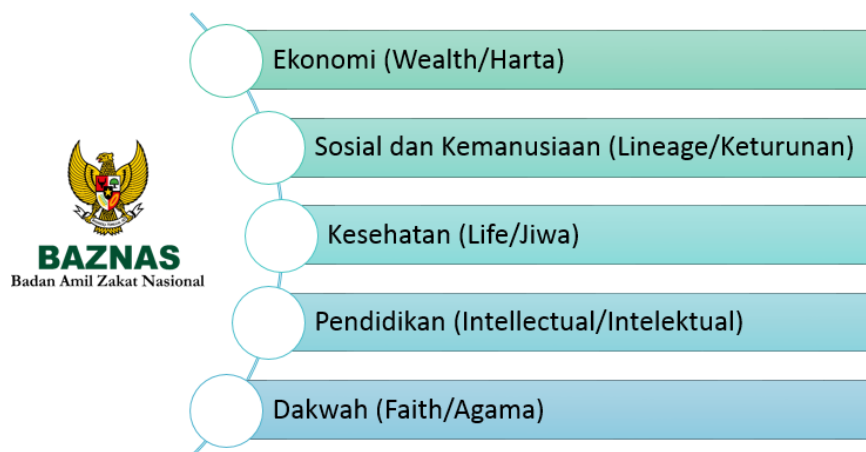 Ekonomi (Wealth/Harta)
Sosial dan Kemanusiaan (Lineage/Keturunan)
Kesehatan (Life/Jiwa)
Pendidikan (Intellectual/Intelektual)
Dakwah (Faith/Agama)
BAZNAS
Badan Amil Zakat Nasional